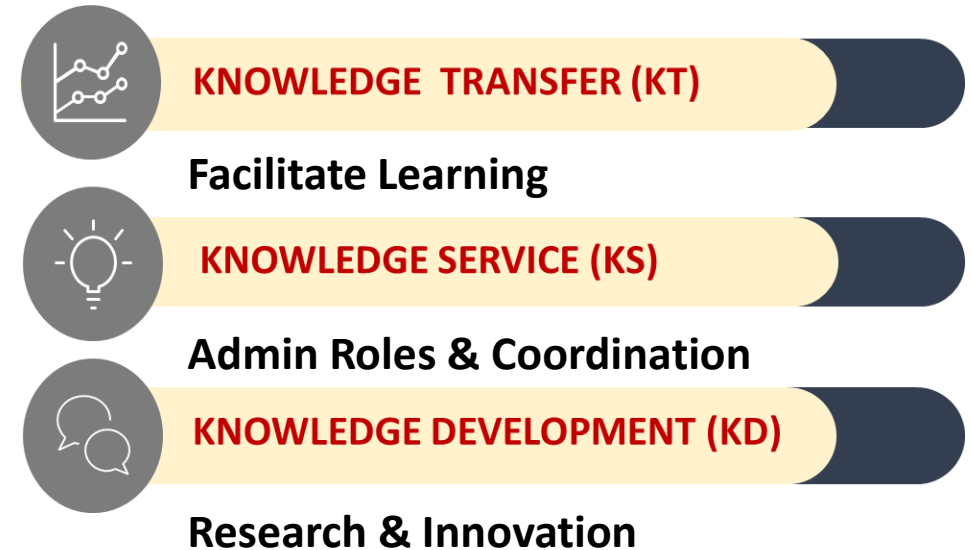 KNOWLEDGE TRANSFER (KT)
Facilitate Learning
KNOWLEDGE SERVICE (KS)
Admin Roles & Coordination
KNOWLEDGE DEVELOPMENT (KD)
Research & Innovation